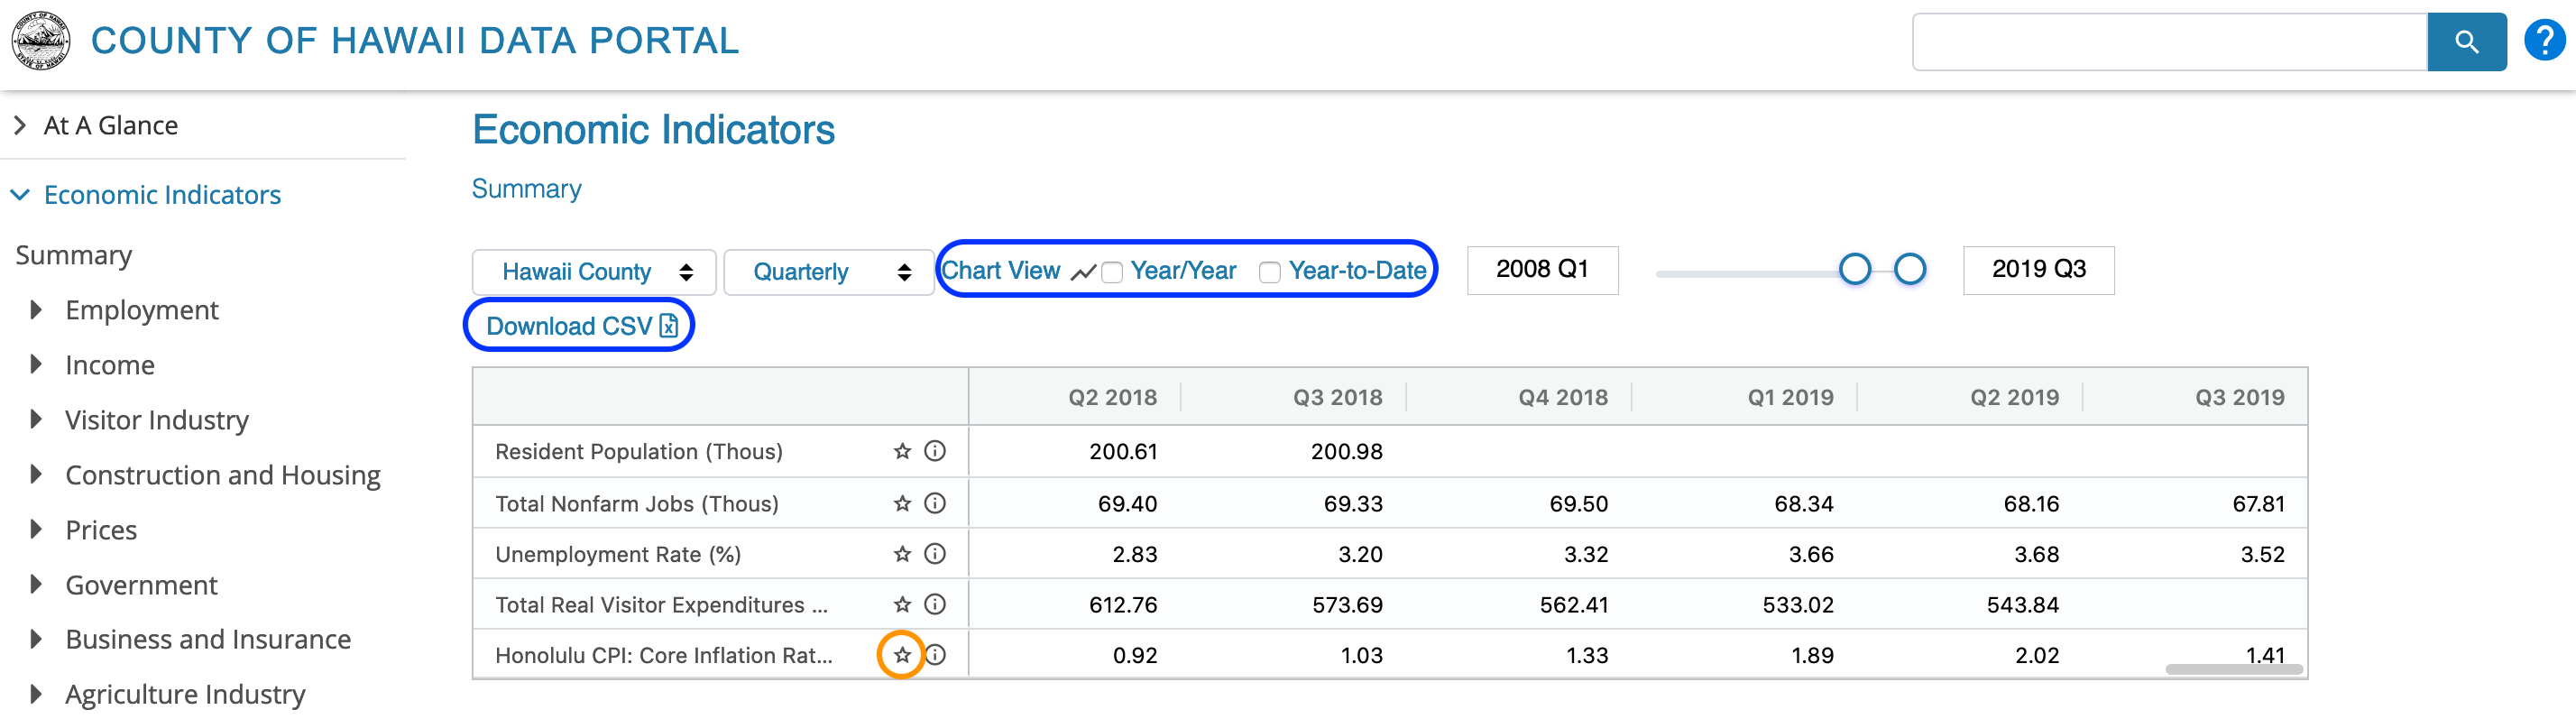 COUNTY OF HAWAII DATA PORTAL
?
At A Glance
Economic Indicators
Summary
Employment
Income
Visitor Industry
Construction and Housing
Prices
Government
Business and Insurance
Agriculture Industry
Economic Indicators
Summary
Hawaii County Quarterly Chart View Year/Year Year-to-Date 2008 Q1 2019 Q3
Download CSV
Q2 2018 Q3 2018 Q4 2018 Q1 2019 Q2 2019 Q3 2019
Resident Population (Thous) 200.61 200.98
Total Nonfarm Jobs (Thous) 69.40 69.33 69.50 68.34 68.16 67.81
Unemployment Rate (%) 2.83 3.20 3.32 3.66 3.68 3.52
Total Real Visitor Expenditures ... 612.76 573.69 562.41 533.02 543.84
Honolulu CPI: Core Inflation Rat... 0.92 1.03 1.33 1.89 2.02 1.41